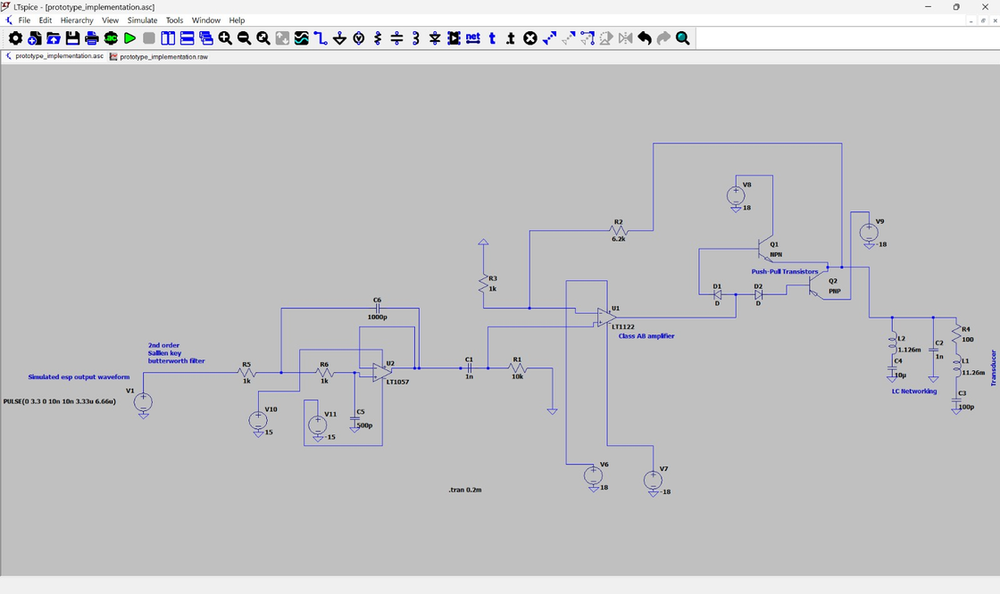 LTspice - [prototype_implementation.asc]
File Edit Hierarchy View Simulate Tools Window Help
prototype_implementation.asc prototype_implementation.raw
V8
18
R2
6.2k
V9
-18
Q1
NPN
Push-Pull Transistors
R3
1k
D1
D
D2
D
Q2
PNP
C6
1000p
U1
LT1122
Class AB amplifier
2nd order
Sallien key
butterworth filter
R4
100
L2
1.126m
C2
1n
C4
10µ
L1
11.26m
C3
100p
Transducer
LC Networking
Simulated esp output waveform
V1
PULSE(0 3.3 0 10n 10n 3.33u 6.66u)
R5
1k
R6
1k
U2
LT1057
C1
1n
R1
10k
V10
15
V11
-15
C5
500p
V6
18
V7
-18
.tran 0.2m